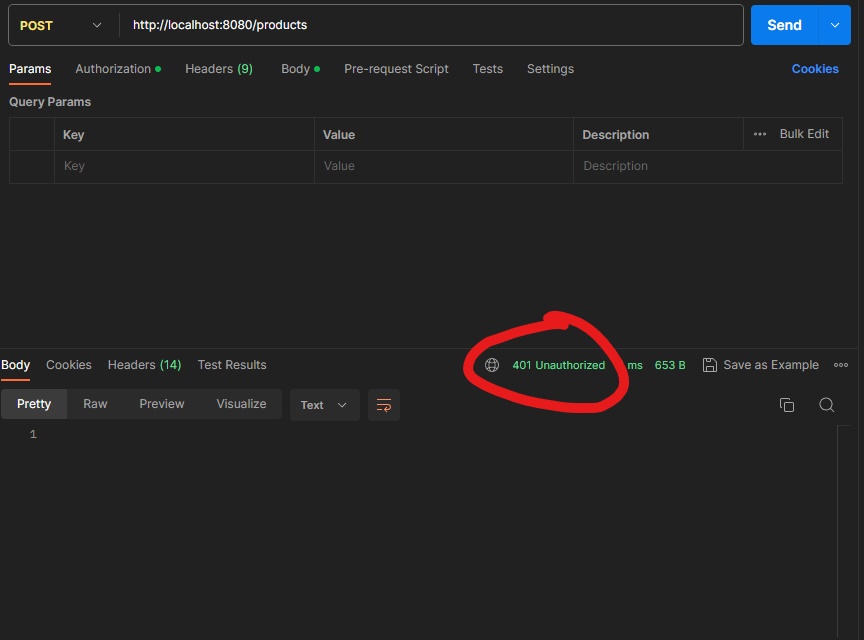 POST http://localhost:8080/products Send
Params Authorization Headers (9) Body Pre-request Script Tests Settings Cookies
Query Params
Key Value Description ••• Bulk Edit
Key Value Description
Body Cookies Headers (14) Test Results 401 Unauthorized ms 653 B Save as Example
Pretty Raw Preview Visualize Text
1